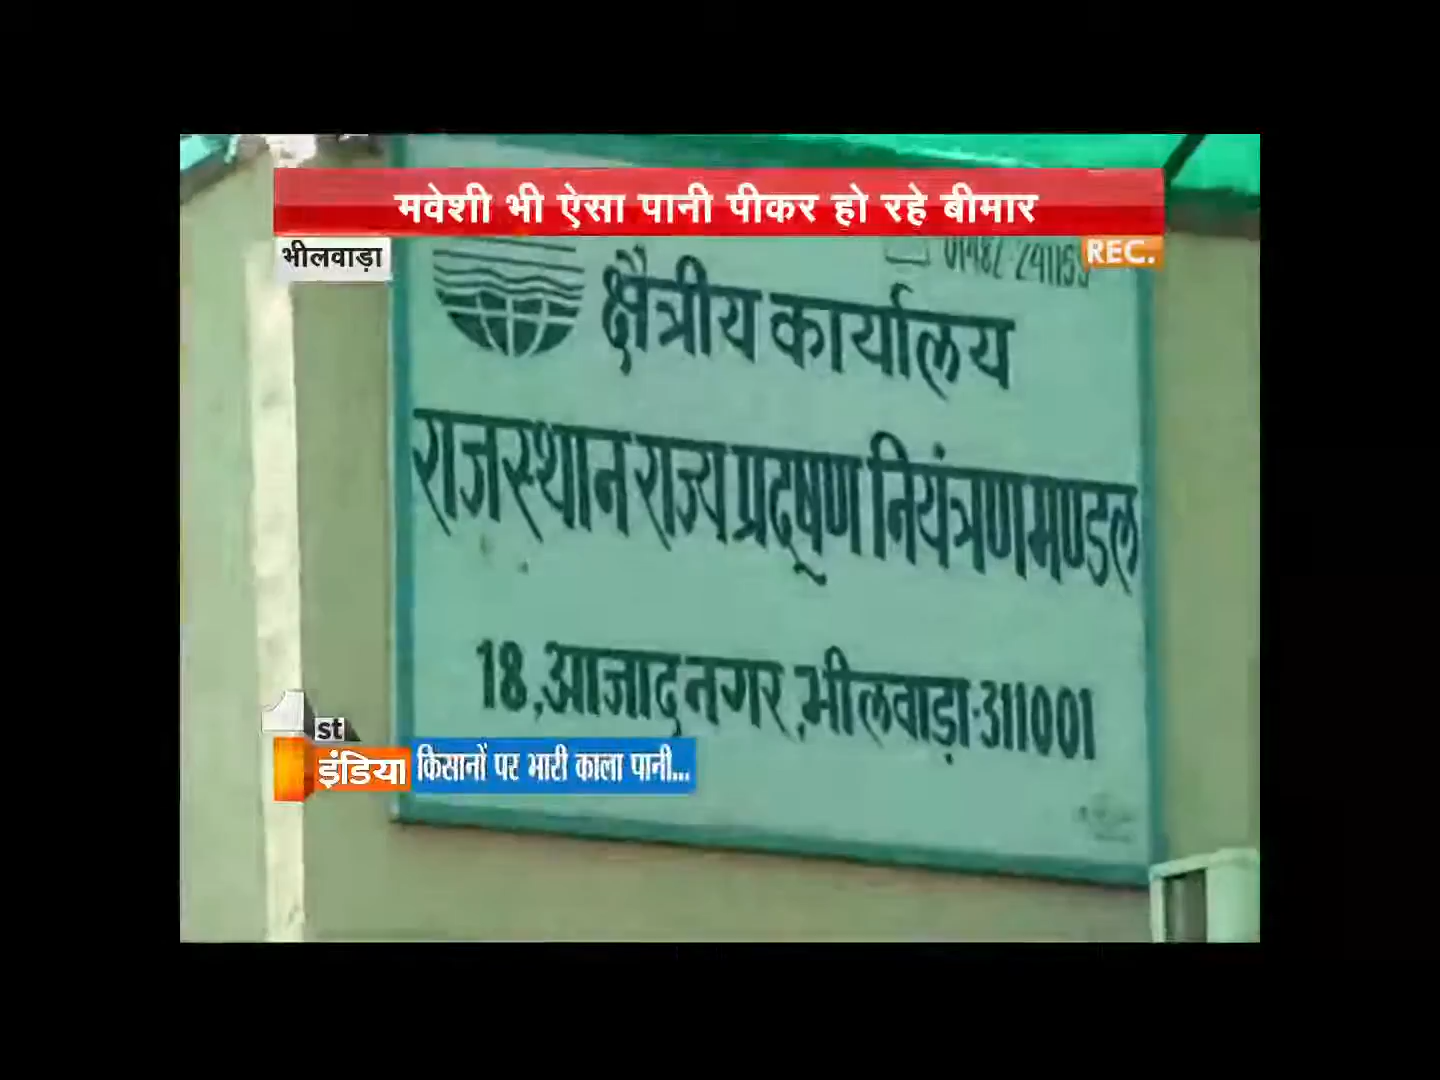 मवेशी भी ऐसा पानी पीकर हो रहे बीमार
भीलवाड़ा
REC.
क्षैत्रीय कार्यालय
राजस्थान राज्य प्रदूषण नियंत्रण मण्डल
18, आजाद नगर, भीलवाड़ा-311001
1st
इंडिया
किसानों पर भारी काला पानी...